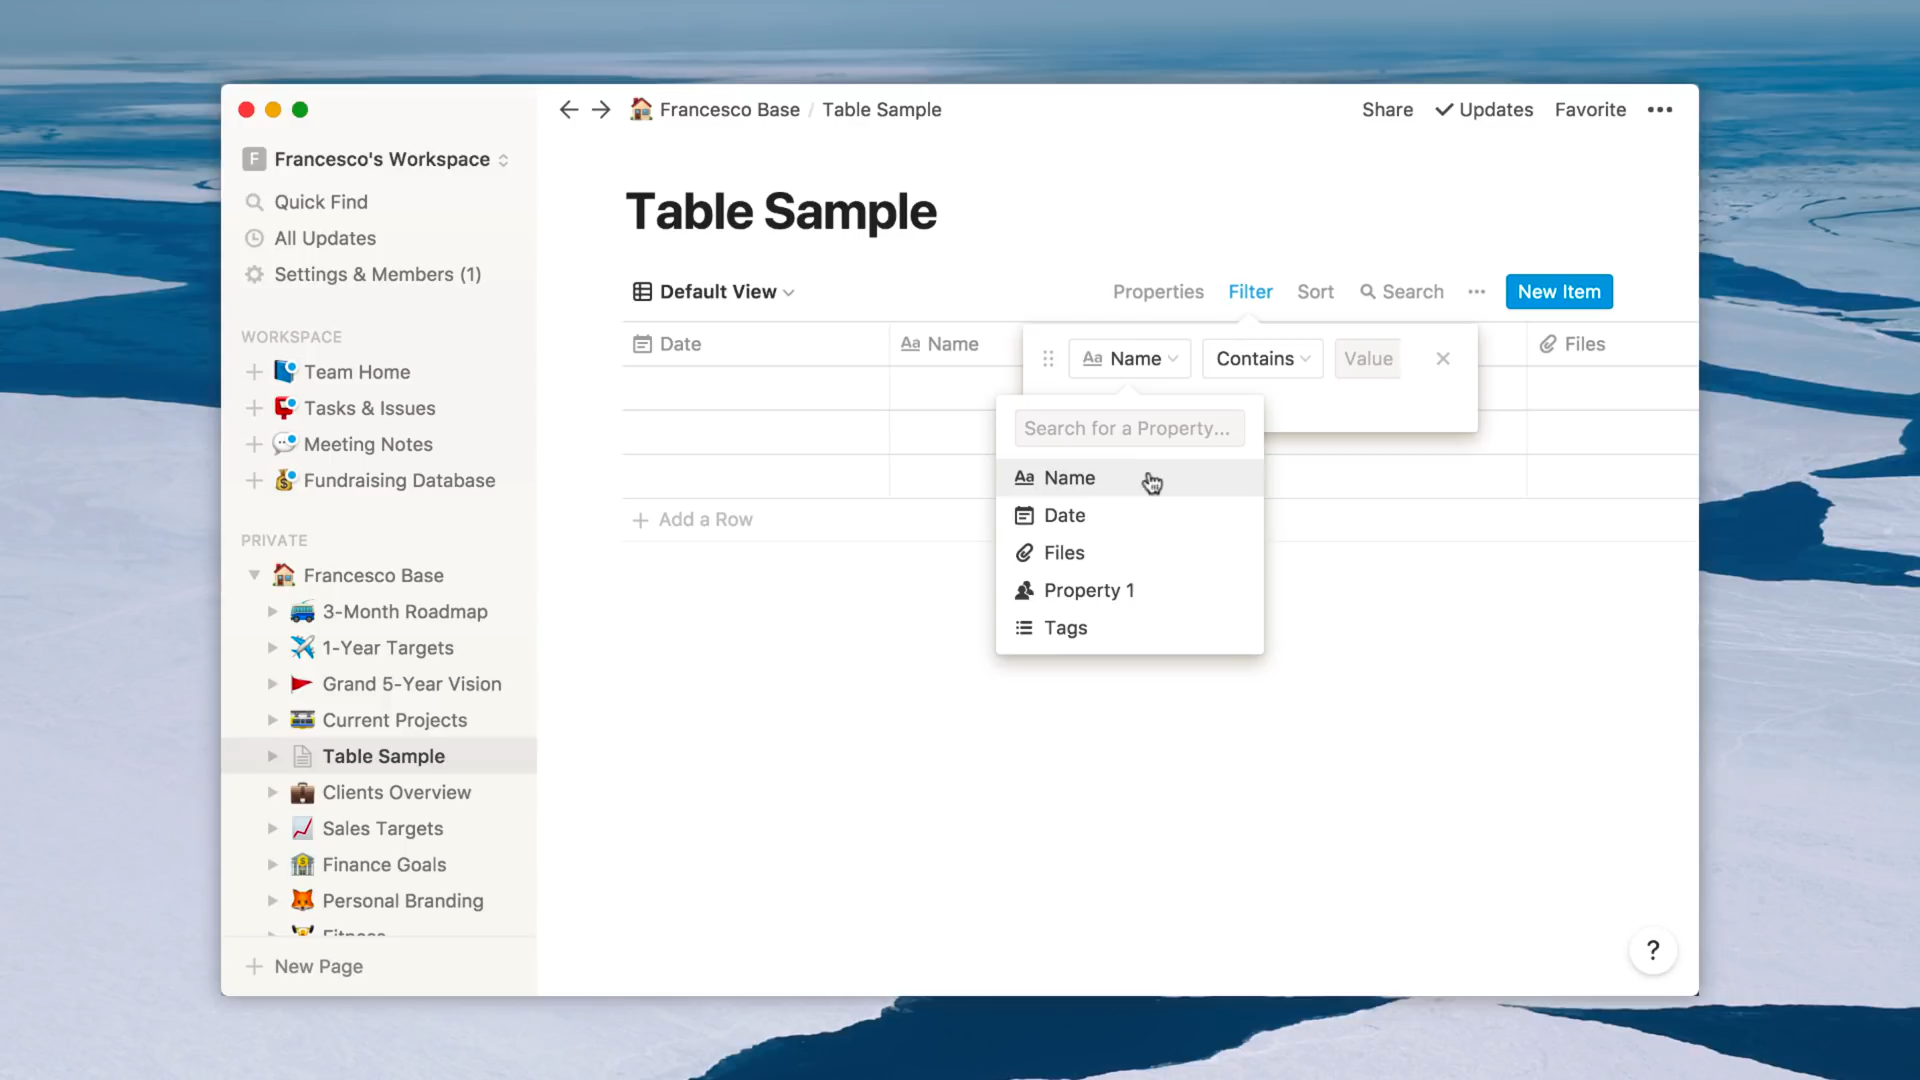 Francesco Base / Table Sample
Share
Updates
Favorite
F Francesco's Workspace
Quick Find
All Updates
Settings & Members (1)
WORKSPACE
Team Home
Tasks & Issues
Meeting Notes
Fundraising Database
PRIVATE
Francesco Base
3-Month Roadmap
1-Year Targets
Grand 5-Year Vision
Current Projects
Table Sample
Clients Overview
Sales Targets
Finance Goals
Personal Branding
Fitness
New Page
Table Sample
Default View
Properties
Filter
Sort
Search
New Item
Date
Aa Name
Files
Aa Name
Contains
Value
Search for a Property...
Aa Name
Date
Files
Property 1
Tags
Add a Row
?